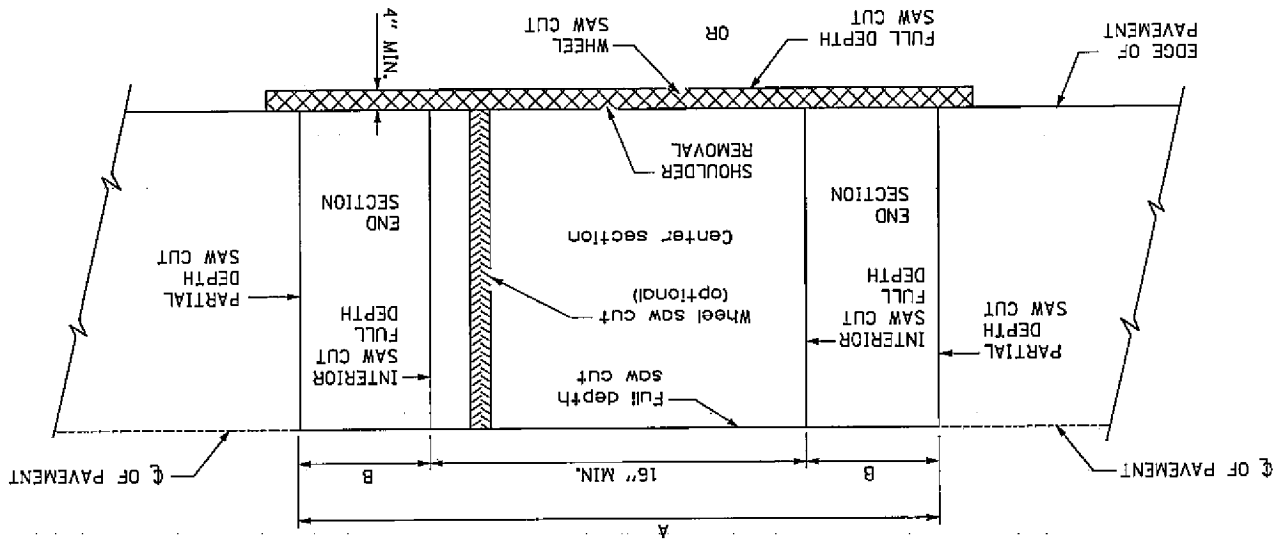 EDGE OF
PAVEMENT
FULL DEPTH
SAW CUT
OR
WHEEL
SAW CUT
4" MIN.
SHOULDER
REMOVAL
END
SECTION
END
SECTION
Center section
PARTIAL
DEPTH
SAW CUT
INTERIOR
SAW CUT
FULL
DEPTH
Wheel saw cut
(optional)
INTERIOR
SAW CUT
FULL
DEPTH
PARTIAL
DEPTH
SAW CUT
Full depth
saw cut
℄ OF PAVEMENT
B
16" MIN.
B
℄ OF PAVEMENT
A